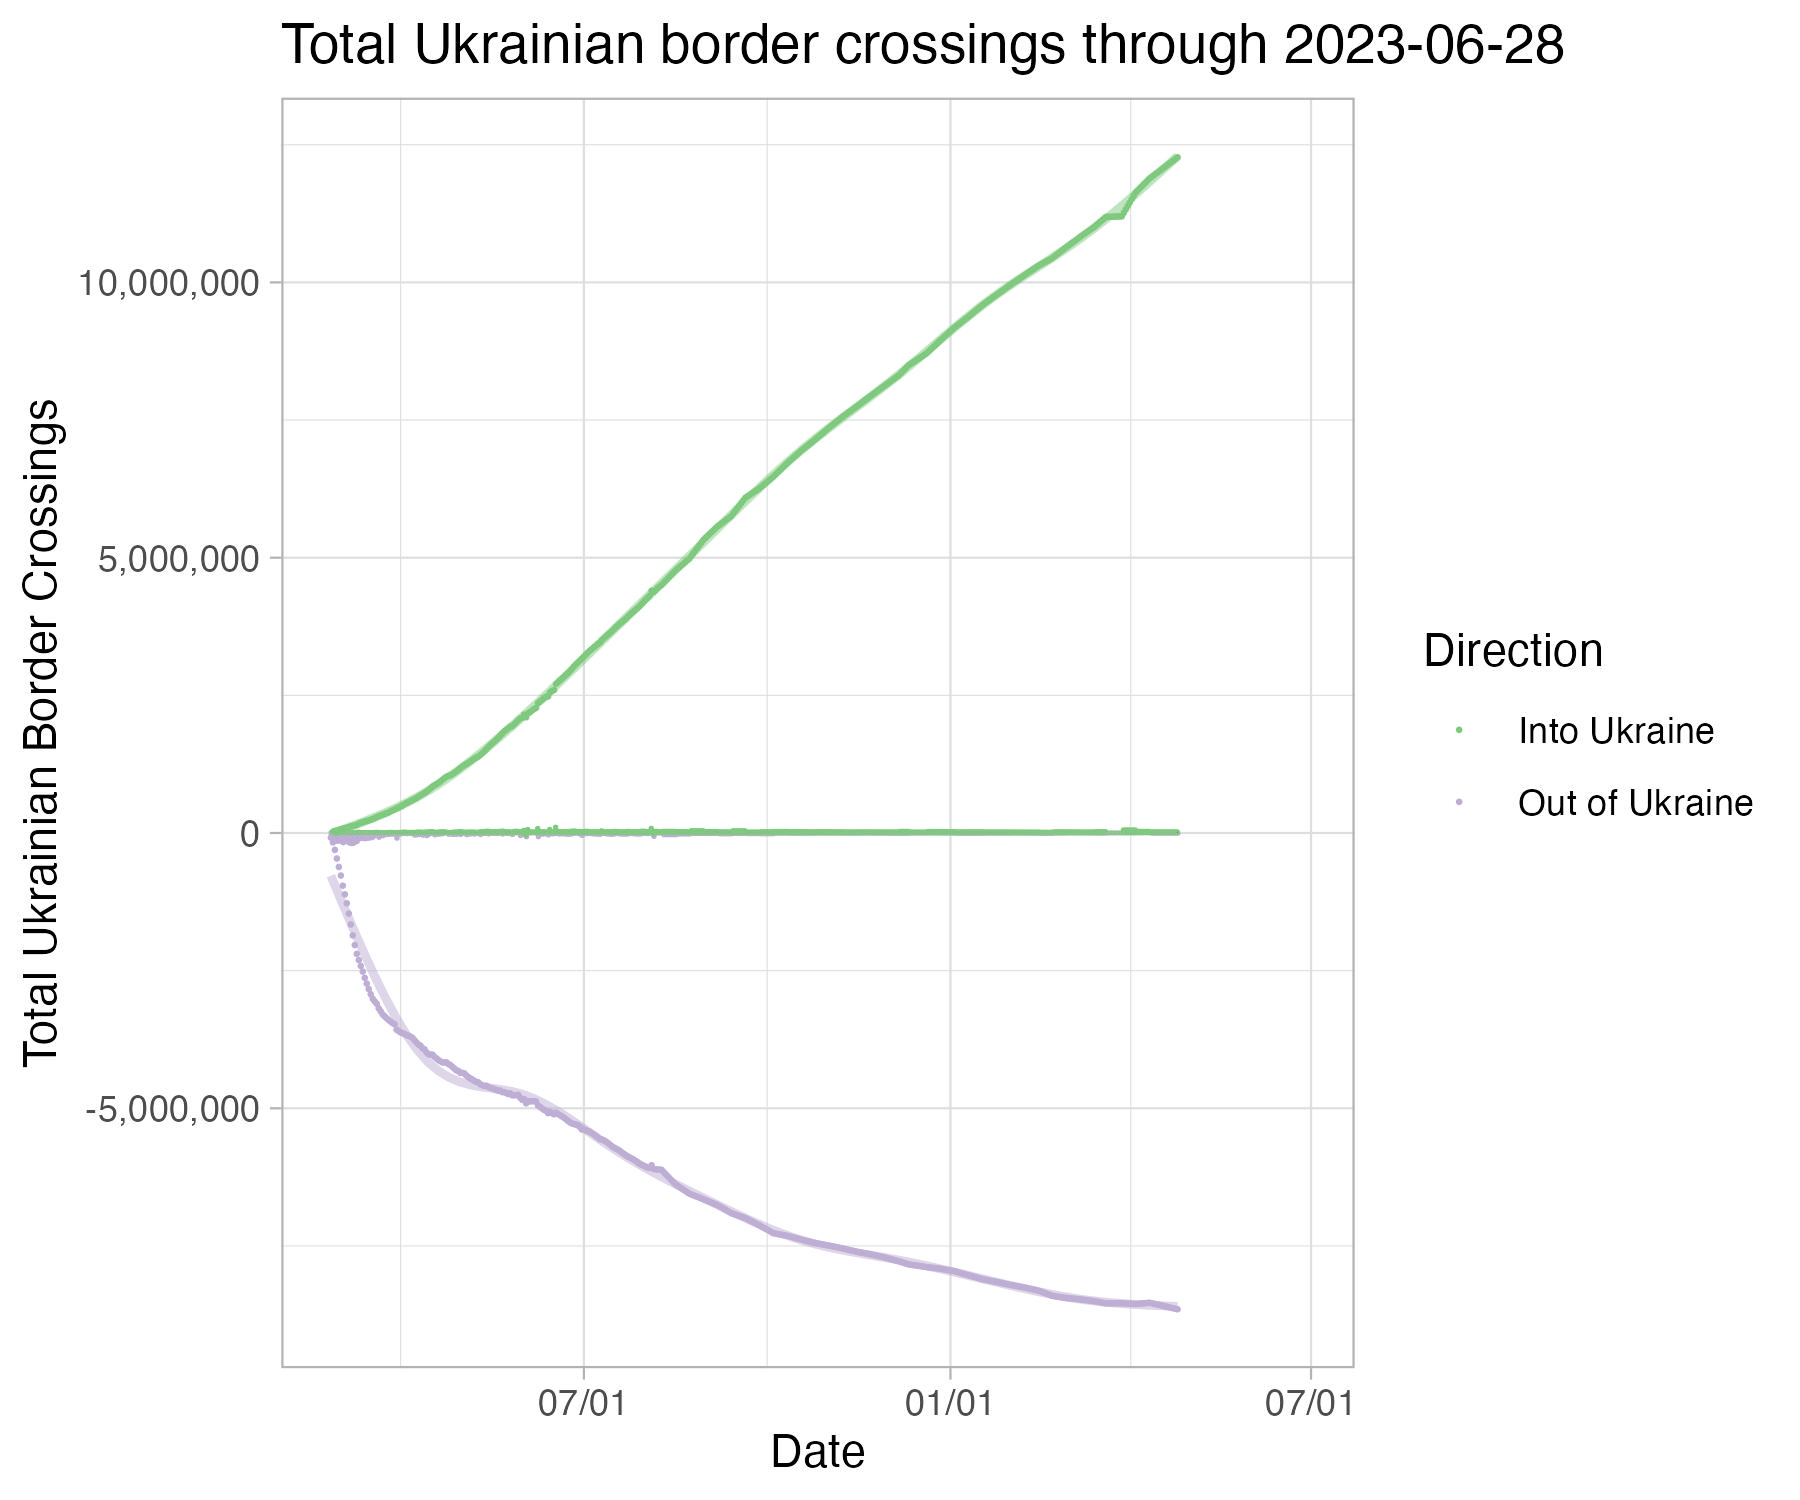 Total Ukrainian border crossings through 2023-06-28
Total Ukrainian Border Crossings
10,000,000
5,000,000
0
-5,000,000
07/01
01/01
07/01
Date
Direction
Into Ukraine
Out of Ukraine